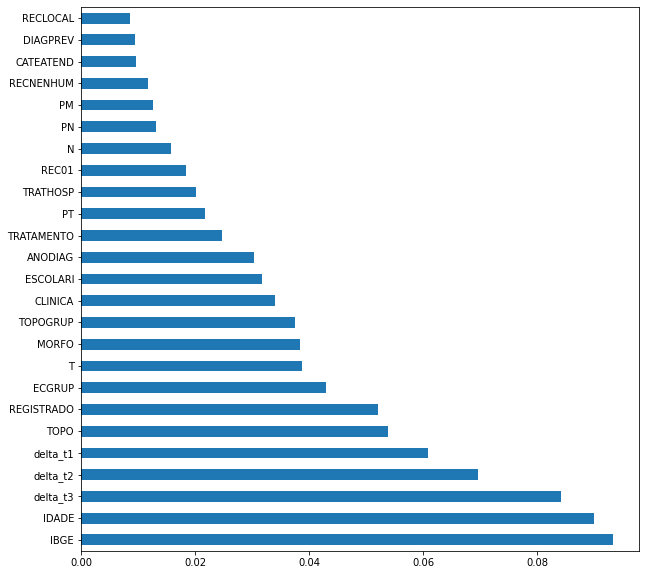 RECLOCAL
DIAGPREV
CATEATEND
RECNENHUM
PM
PN
N
REC01
TRATHOSP
PT
TRATAMENTO
ANODIAG
ESCOLARI
CLINICA
TOPOGRUP
MORFO
T
ECGRUP
REGISTRADO
TOPO
delta_t1
delta_t2
delta_t3
IDADE
IBGE
0.00 0.02 0.04 0.06 0.08